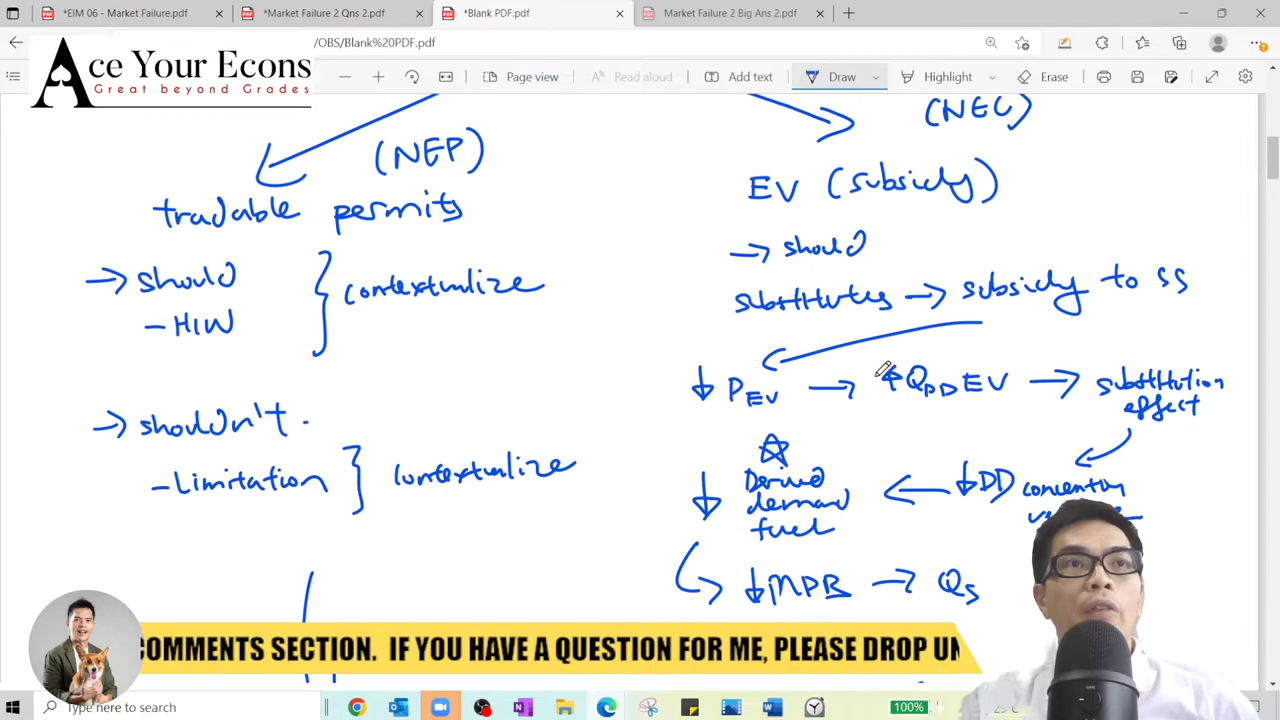 *EIM 06 - Market Failure.pdf
*Market Failure 2 Qns 2.pdf
*Blank PDF.pdf
Market Failure 2 Big Ans 2.pdf
/OBS/Blank%20PDF.pdf
Ace Your Econs
Great beyond Grades
Page view
Read aloud
Add text
Draw
Highlight
Erase
(NEP)
tradable permits
→ should
- HIW
} contextualize
→ shouldn't.
- Limitation } contextualize
(NEC)
EV (subsidy)
→ should
substitutes → subsidy to SS
↓ PEV → ↑QDD EV → substitution effect
↓ Derived demand fuel ← ↓DD
↓MPB → Qs
COMMENTS SECTION. IF YOU HAVE A QUESTION FOR ME, PLEASE DROP
Type here to search
100%